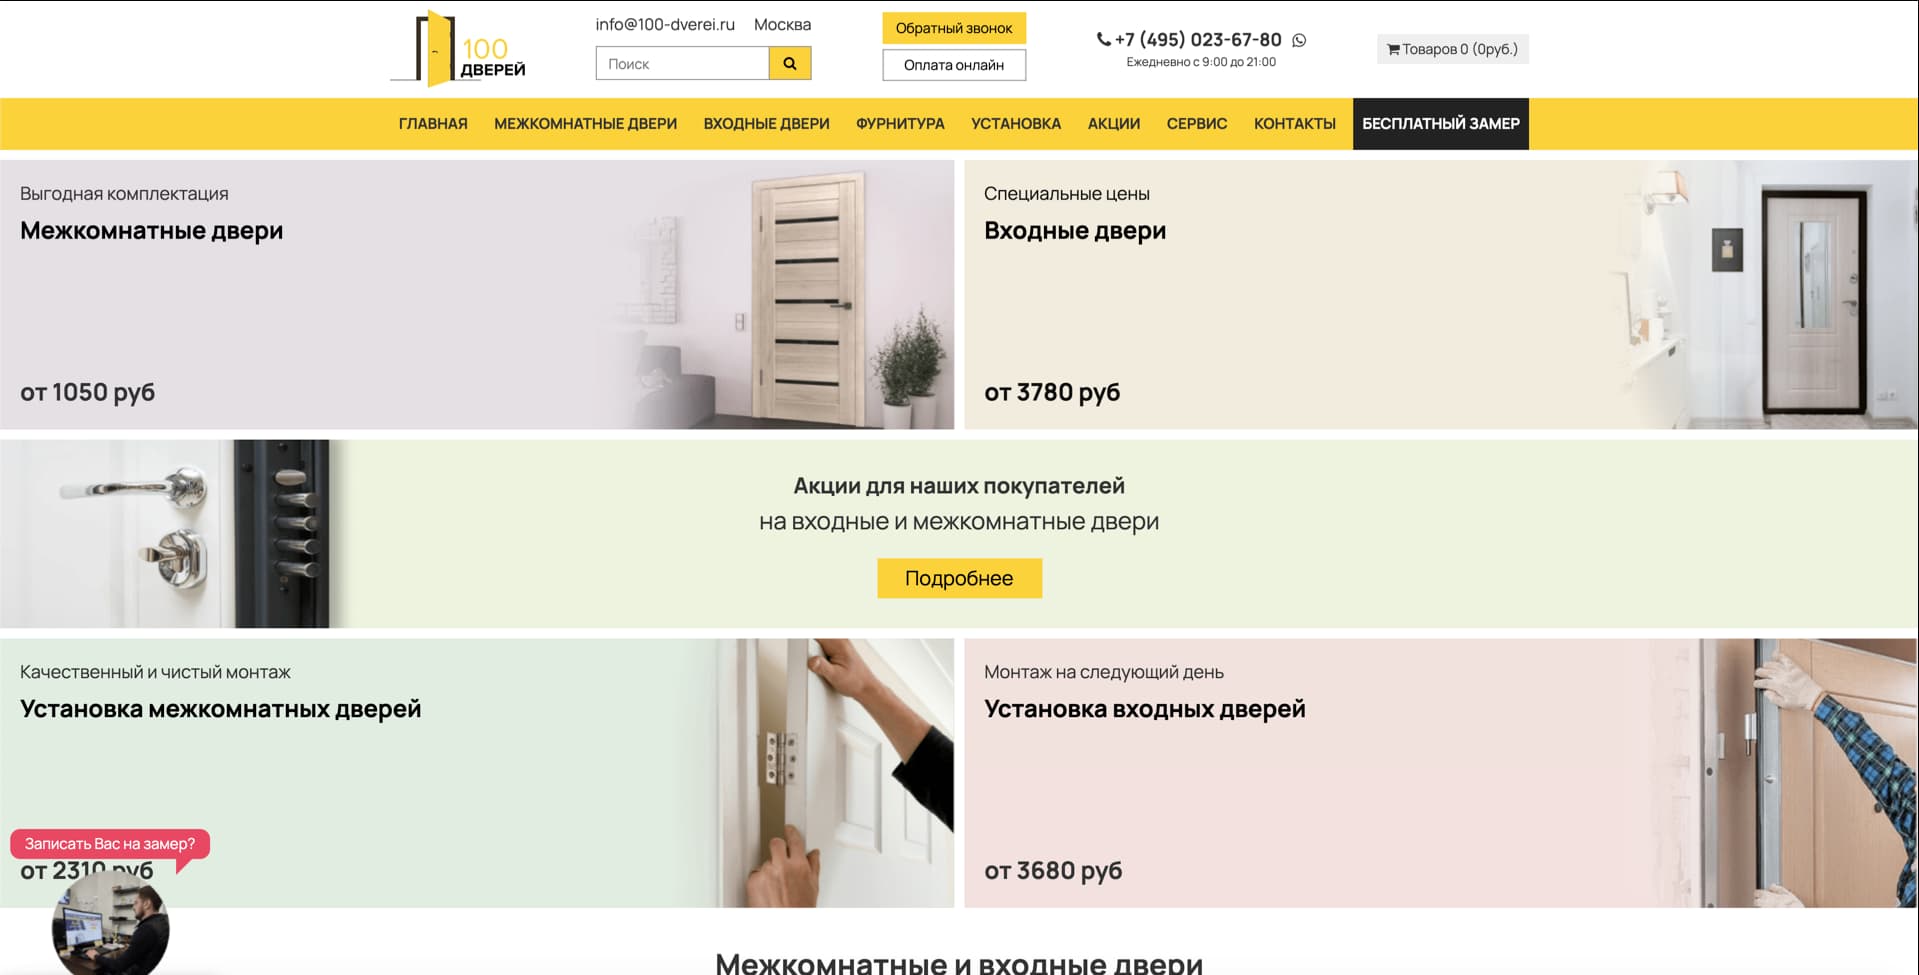 100
ДВЕРЕЙ
info@100-dverei.ru Москва
Поиск
Обратный звонок
Оплата онлайн
+7 (495) 023-67-80
Ежедневно с 9:00 до 21:00
Товаров 0 (0руб.)
ГЛАВНАЯ МЕЖКОМНАТНЫЕ ДВЕРИ ВХОДНЫЕ ДВЕРИ ФУРНИТУРА УСТАНОВКА АКЦИИ СЕРВИС КОНТАКТЫ БЕСПЛАТНЫЙ ЗАМЕР
Выгодная комплектация
Межкомнатные двери
от 1050 руб
Специальные цены
Входные двери
от 3780 руб
Акции для наших покупателей
на входные и межкомнатные двери
Подробнее
Качественный и чистый монтаж
Установка межкомнатных дверей
Записать Вас на замер?
от 2310 руб
Монтаж на следующий день
Установка входных дверей
от 3680 руб
Межкомнатные и входные двери